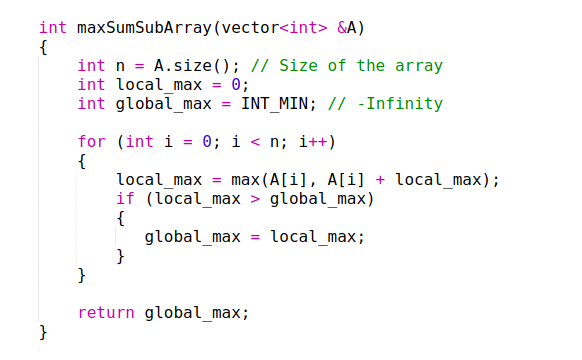 int maxSumSubArray(vector<int> &A)
{
    int n = A.size(); // Size of the array
    int local_max = 0;
    int global_max = INT_MIN; // -Infinity

    for (int i = 0; i < n; i++)
    {
        local_max = max(A[i], A[i] + local_max);
        if (local_max > global_max)
        {
           global_max = local_max;
        }
    }

    return global_max;
}